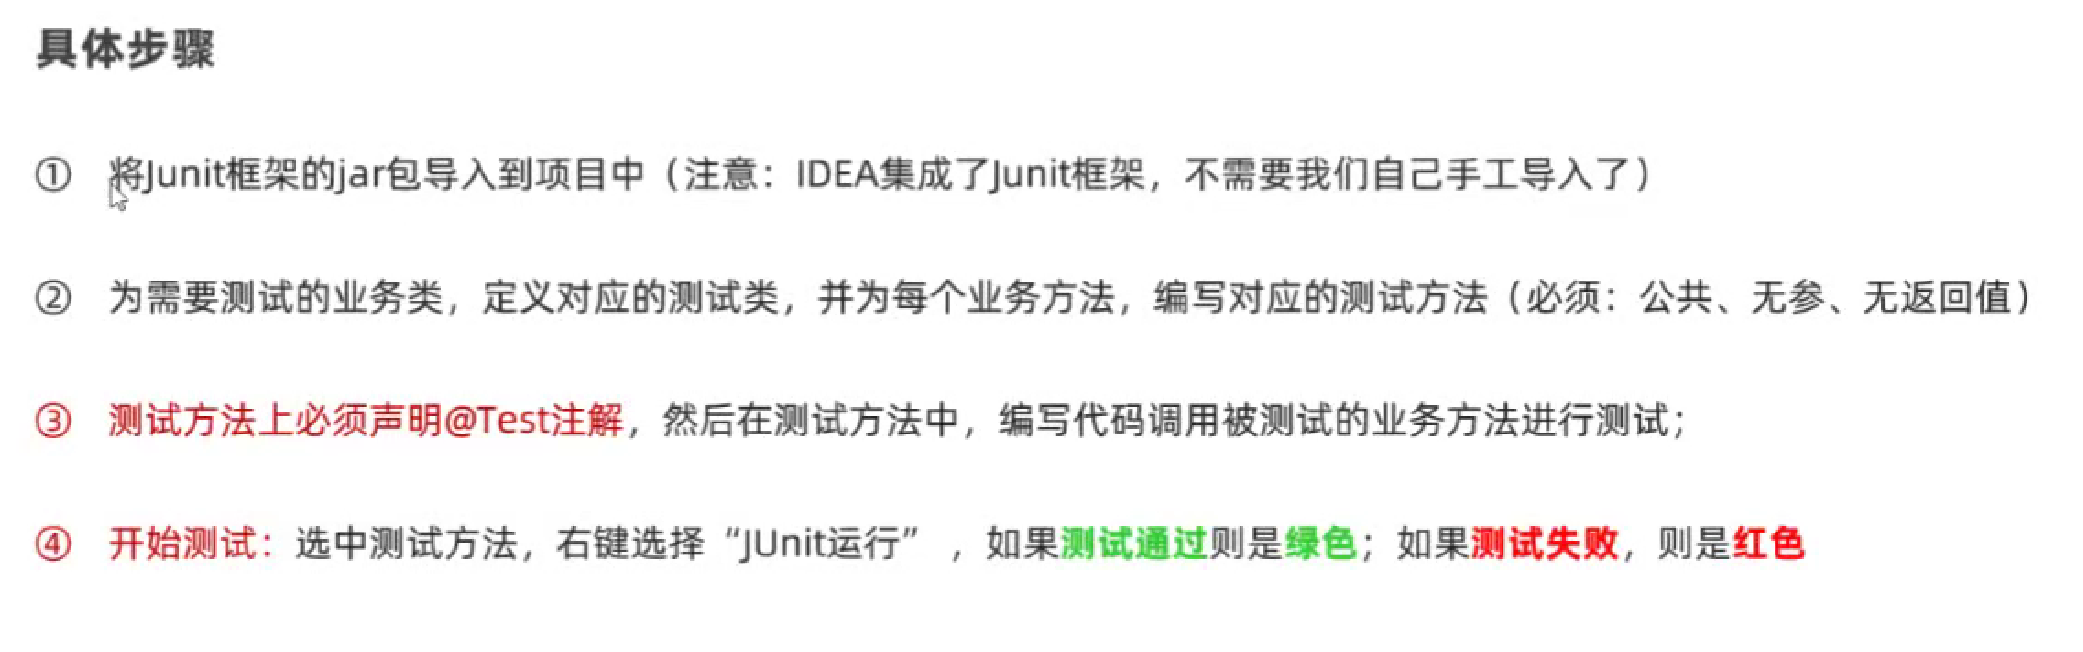 具体步骤
① 将Junit框架的jar包导入到项目中（注意：IDEA集成了Junit框架，不需要我们自己手工导入了）
② 为需要测试的业务类，定义对应的测试类，并为每个业务方法，编写对应的测试方法（必须：公共、无参、无返回值）
③ 测试方法上必须声明@Test注解，然后在测试方法中，编写代码调用被测试的业务方法进行测试；
④ 开始测试：选中测试方法，右键选择“JUnit运行” ，如果测试通过则是绿色；如果测试失败，则是红色